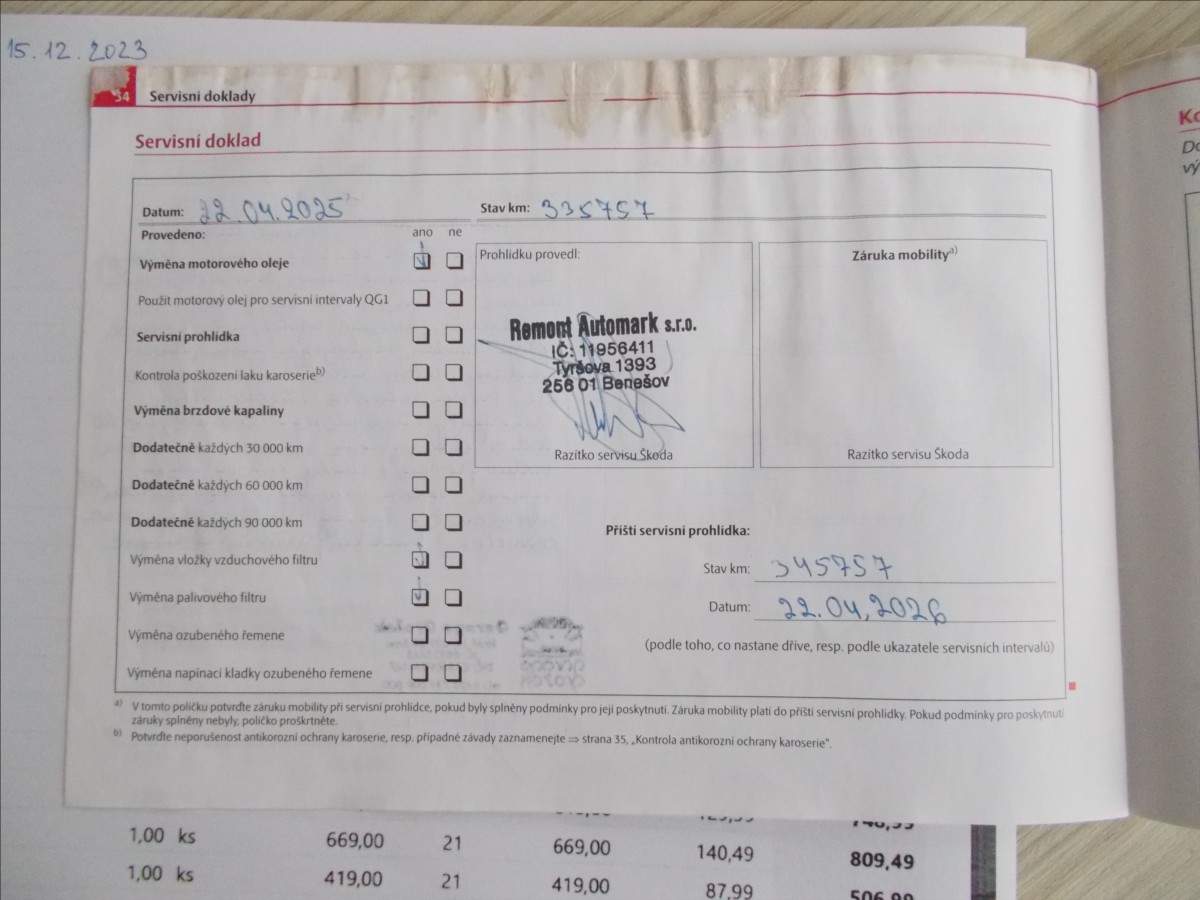 15.12.2023
34 Servisní doklady
Servisní doklad
Datum: 22.04.2025 Stav km: 335757
Provedeno: ano ne
Výměna motorového oleje
Použit motorový olej pro servisní intervaly QG1
Servisní prohlídka
Kontrola poškození laku karoserie b)
Výměna brzdové kapaliny
Dodatečně každých 30 000 km
Dodatečně každých 60 000 km
Dodatečně každých 90 000 km
Výměna vložky vzduchového filtru
Výměna palivového filtru
Výměna ozubeného řemene
Výměna napínací kladky ozubeného řemene
Prohlídku provedl:
Remont Automark s.r.o.
IČ: 11956411
Tyršova 1393
256 01 Benešov
Razítko servisu Škoda
Záruka mobility a)
Razítko servisu Škoda
Příští servisní prohlídka:
Stav km: 345757
Datum: 22.04.2026
(podle toho, co nastane dříve, resp. podle ukazatele servisních intervalů)
a) V tomto políčku potvrďte záruku mobility při servisní prohlídce, pokud byly splněny podmínky pro její poskytnutí. Záruka mobility platí do příští servisní prohlídky. Pokud podmínky pro poskytnutí
záruky splněny nebyly, políčko proškrtněte.
b) Potvrďte neporušenost antikorozní ochrany karoserie, resp. případné závady zaznamenejte ⇒ strana 35, „Kontrola antikorozní ochrany karoserie".
Ko
Do
vý
1,00 ks 669,00 21 669,00 140,49 809,49
1,00 ks 419,00 21 419,00 87,99 506,99